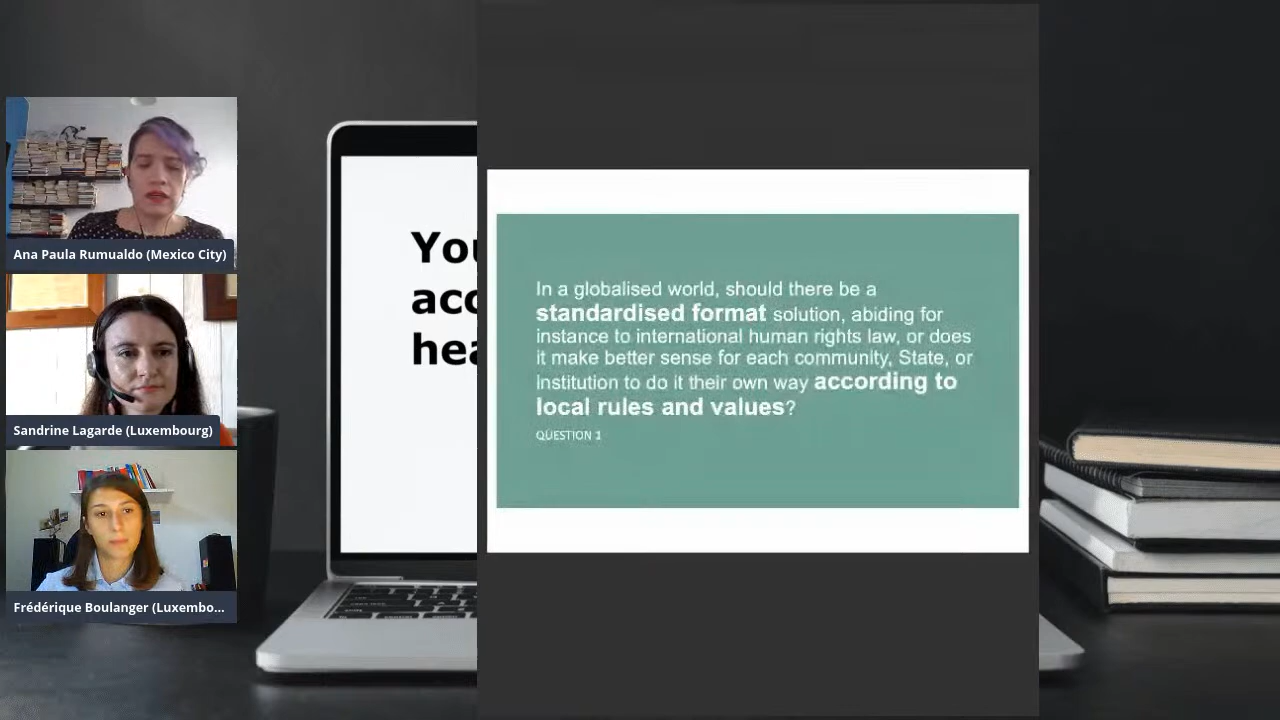 Ana Paula Rumualdo (Mexico City)
Sandrine Lagarde (Luxembourg)
Frédérique Boulanger (Luxembo...
You
acc
hea
In a globalised world, should there be a
standardised format solution, abiding for
instance to international human rights law, or does
it make better sense for each community, State, or
institution to do it their own way according to
local rules and values?
QUESTION 1